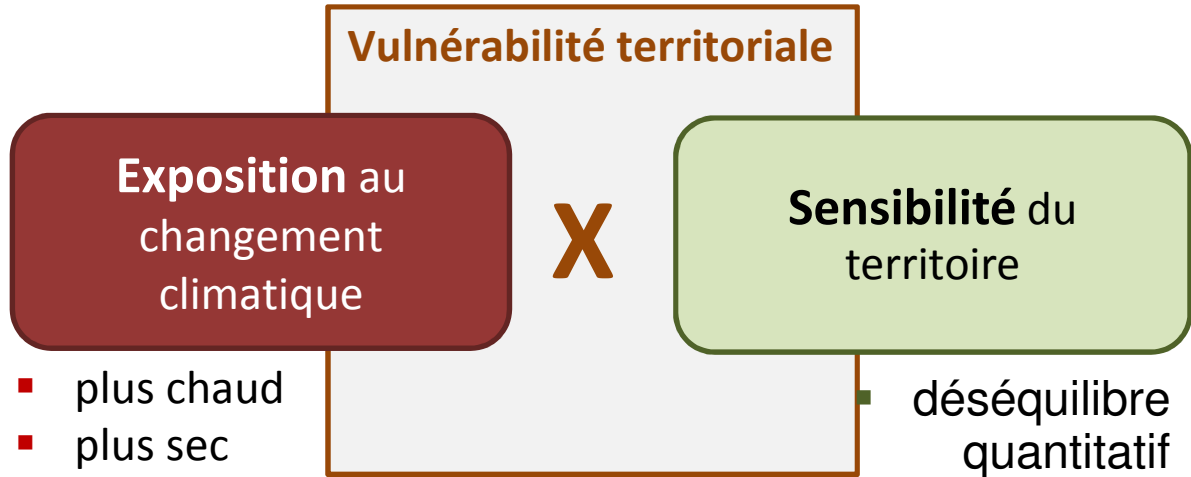 Vulnérabilité territoriale
Exposition au
changement
climatique
X
Sensibilité du
territoire
▪ plus chaud
▪ plus sec
▪ déséquilibre
quantitatif